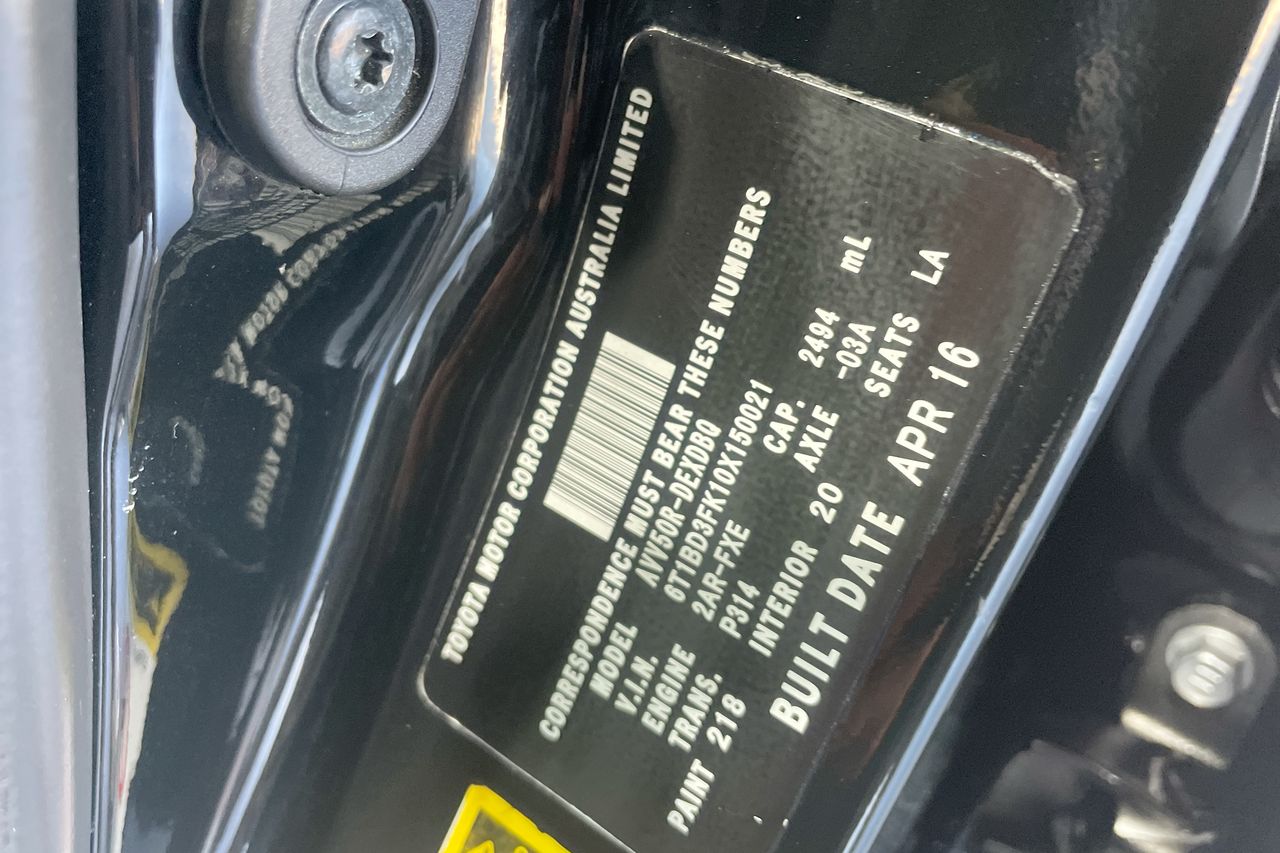 TOYOTA MOTOR CORPORATION AUSTRALIA LIMITED
CORRESPONDENCE MUST BEAR THESE NUMBERS
MODEL AVV50R-DEXDBQ
V.I.N. 6T1BD3FK10X150021
ENGINE 2AR-FXE CAP. 2494 mL
TRANS. P314 AXLE -03A
PAINT 218 INTERIOR 20 SEATS LA
BUILT DATE APR 16